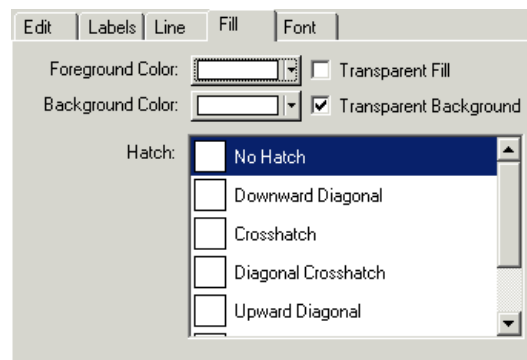 Edit Labels Line Fill Font
Foreground Color: Transparent Fill
Background Color: Transparent Background
Hatch: No Hatch
Downward Diagonal
Crosshatch
Diagonal Crosshatch
Upward Diagonal